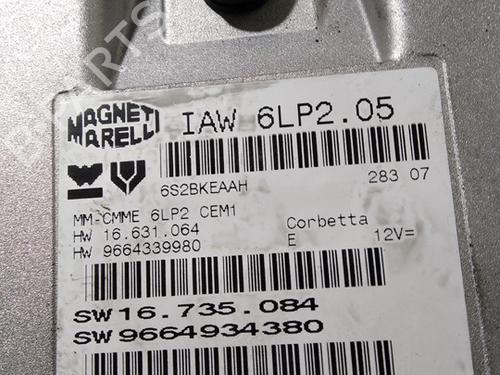 MAGNETI MARELLI
IAW 6LP2.05
6S2BKEAAH
283 07
MM-CMME 6LP2 CEM1
HW 16.631.064
Corbetta
HW 9664339980
E 12V=
SW16.735.084
SW9664934380